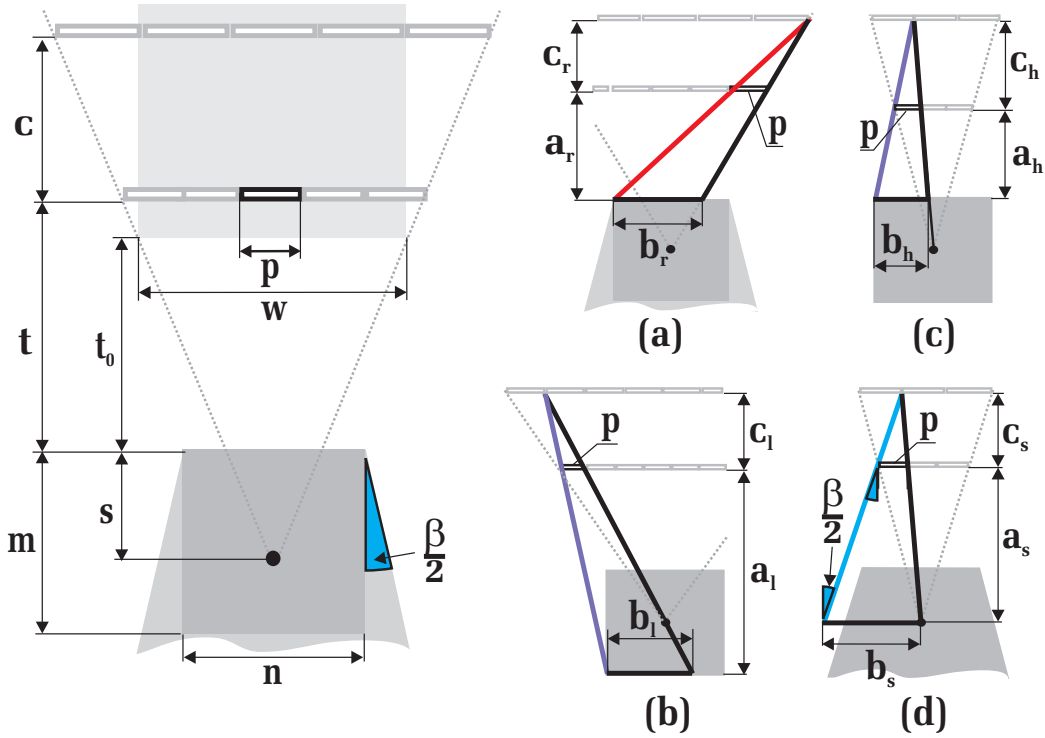 c
p
w
t
t₀
s
m
β/2
n
cᵣ
p
aᵣ
bᵣ
(a)
cₕ
p
aₕ
bₕ
(c)
p
cₗ
aₗ
bₗ
(b)
p
cₛ
β/2
aₛ
bₛ
(d)